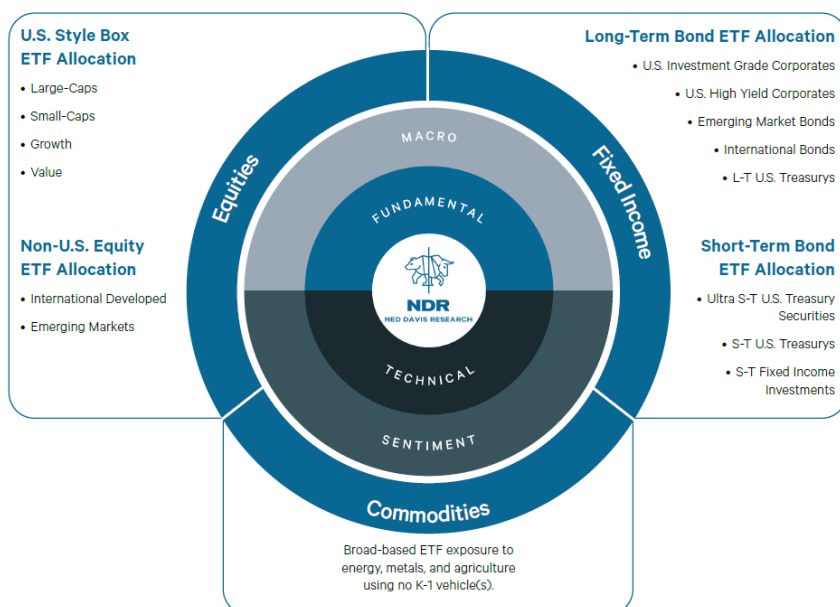 U.S. Style Box
ETF Allocation
• Large-Caps
• Small-Caps
• Growth
• Value
Non-U.S. Equity
ETF Allocation
• International Developed
• Emerging Markets
Long-Term Bond ETF Allocation
• U.S. Investment Grade Corporates
• U.S. High Yield Corporates
• Emerging Market Bonds
• International Bonds
• L-T U.S. Treasurys
Short-Term Bond
ETF Allocation
• Ultra S-T U.S. Treasury
Securities
• S-T U.S. Treasurys
• S-T Fixed Income
Investments
Equities
Fixed Income
MACRO
FUNDAMENTAL
NDR
NED DAVIS RESEARCH
TECHNICAL
SENTIMENT
Commodities
Broad-based ETF exposure to
energy, metals, and agriculture
using no K-1 vehicle(s).